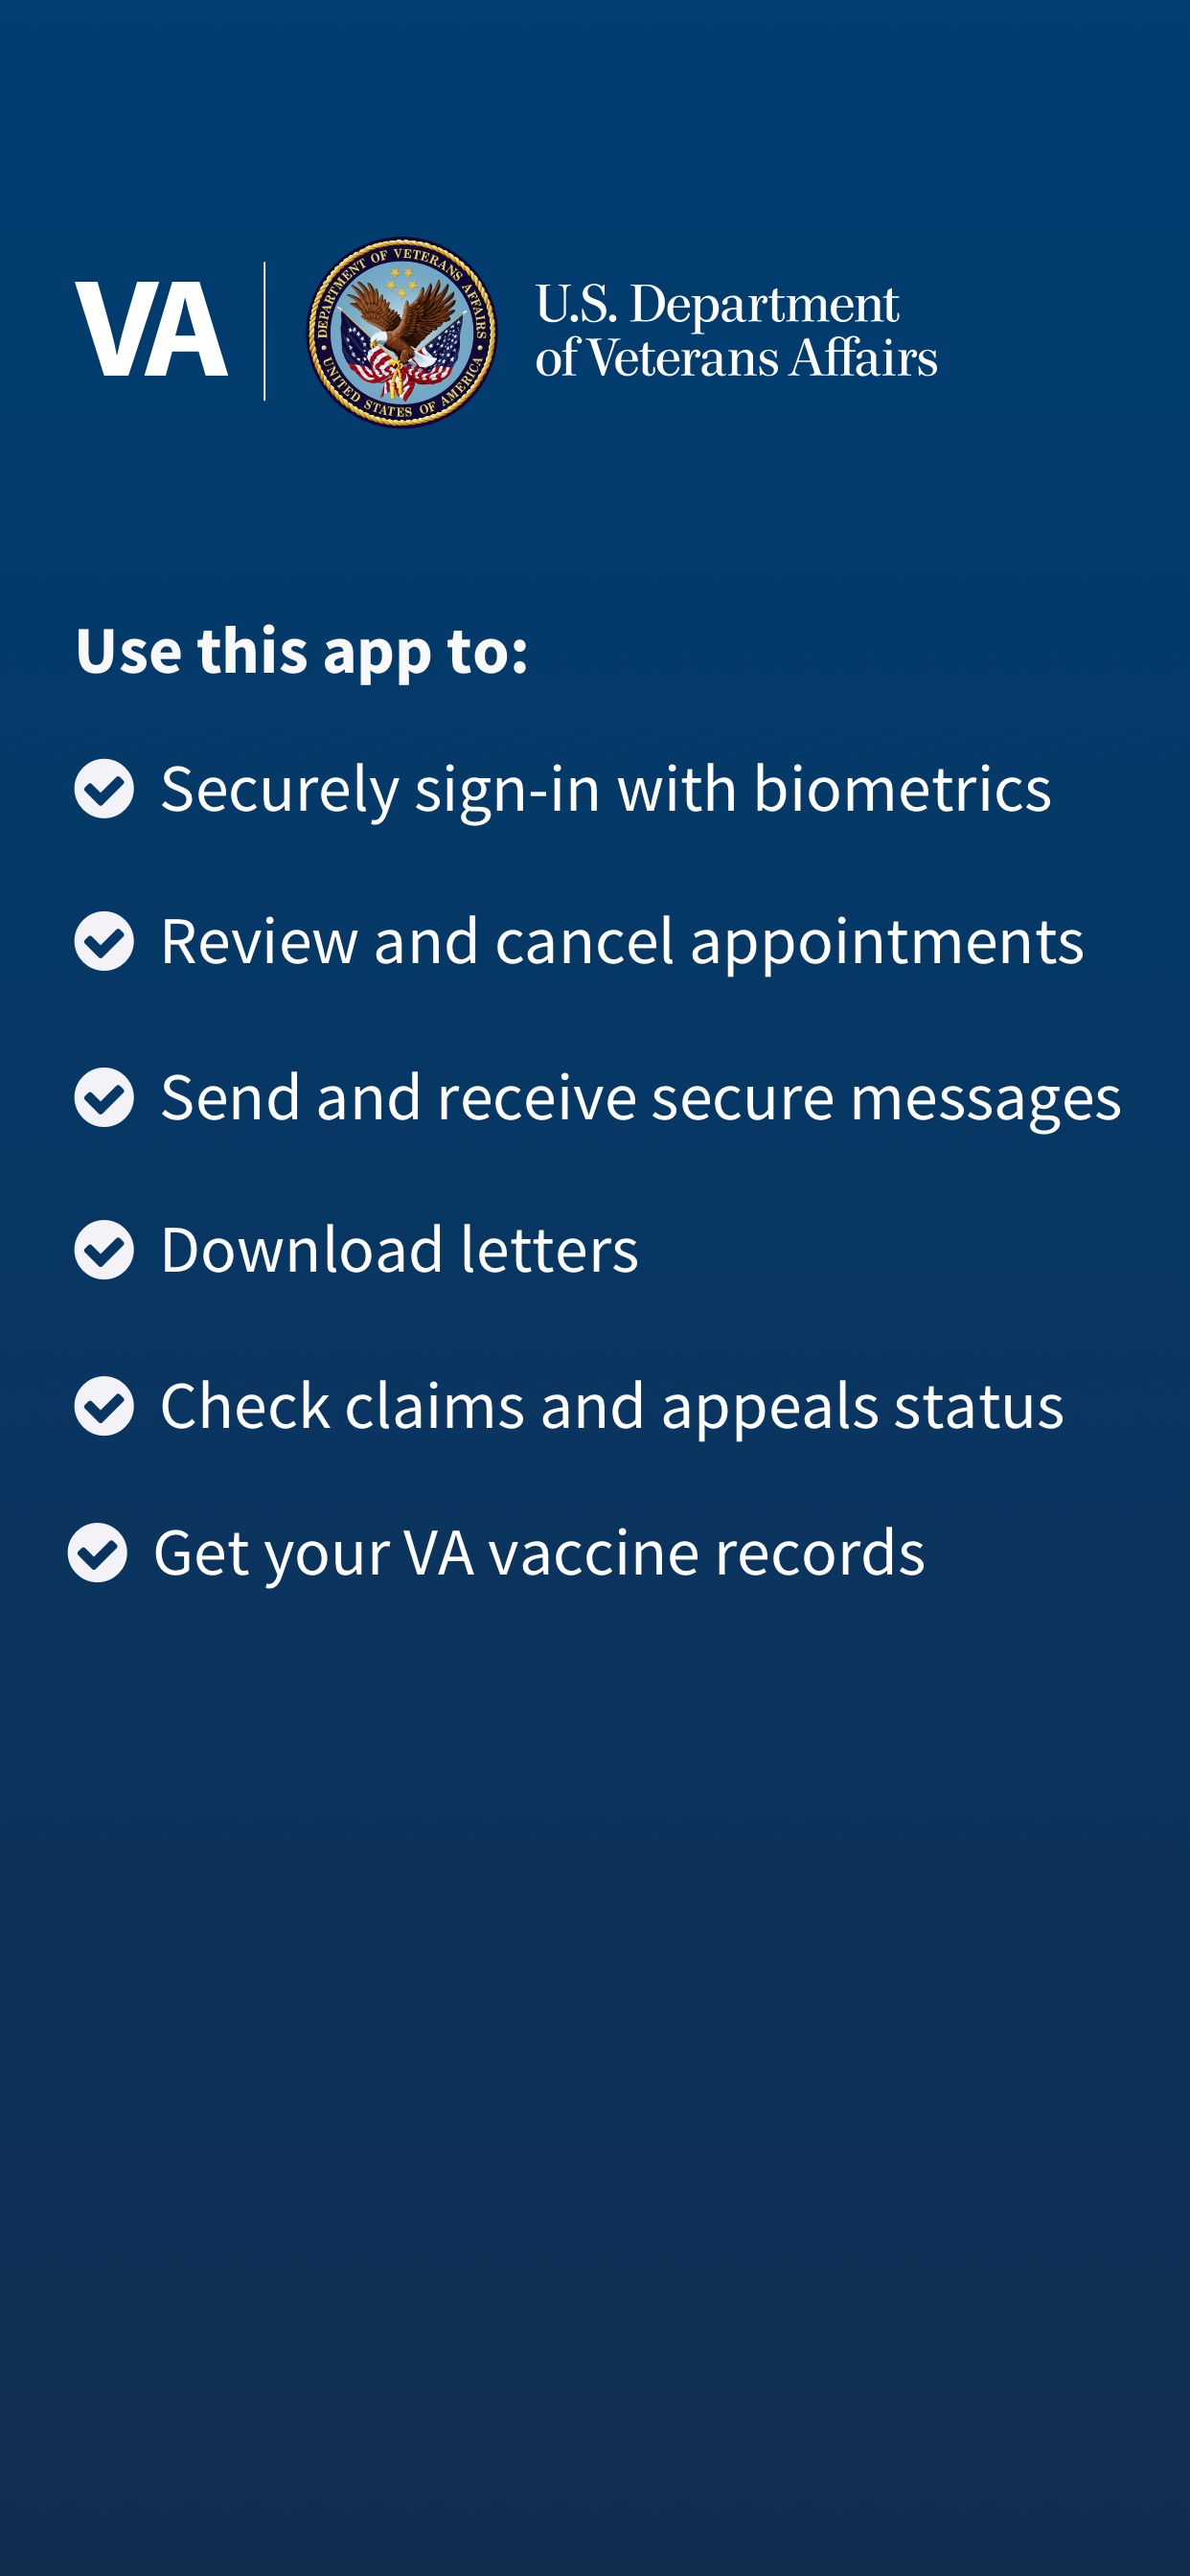 VA
DEPARTMENT OF VETERANS AFFAIRS
UNITED STATES OF AMERICA
U.S. Department
of Veterans Affairs
Use this app to:
Securely sign-in with biometrics
Review and cancel appointments
Send and receive secure messages
Download letters
Check claims and appeals status
Get your VA vaccine records